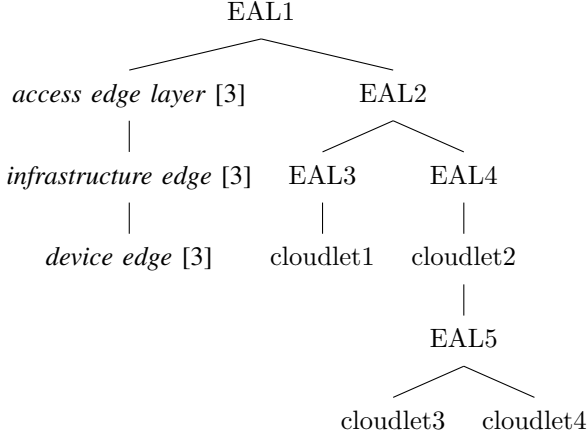 EAL1
access edge layer [3] EAL2
infrastructure edge [3] EAL3 EAL4
device edge [3] cloudlet1 cloudlet2
EAL5
cloudlet3 cloudlet4